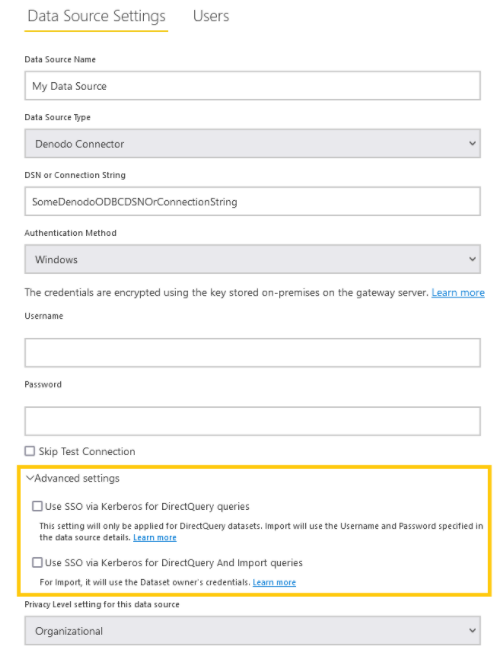 Data Source Settings Users
Data Source Name
My Data Source
Data Source Type
Denodo Connector
DSN or Connection String
SomeDenodoODBCDSNOrConnectionString
Authentication Method
Windows
The credentials are encrypted using the key stored on-premises on the gateway server. Learn more
Username
Password
Skip Test Connection
Advanced settings
Use SSO via Kerberos for DirectQuery queries
This setting will only be applied for DirectQuery datasets. Import will use the Username and Password specified in
the data source details. Learn more
Use SSO via Kerberos for DirectQuery And Import queries
For Import, it will use the Dataset owner's credentials. Learn more
Privacy Level setting for this data source
Organizational